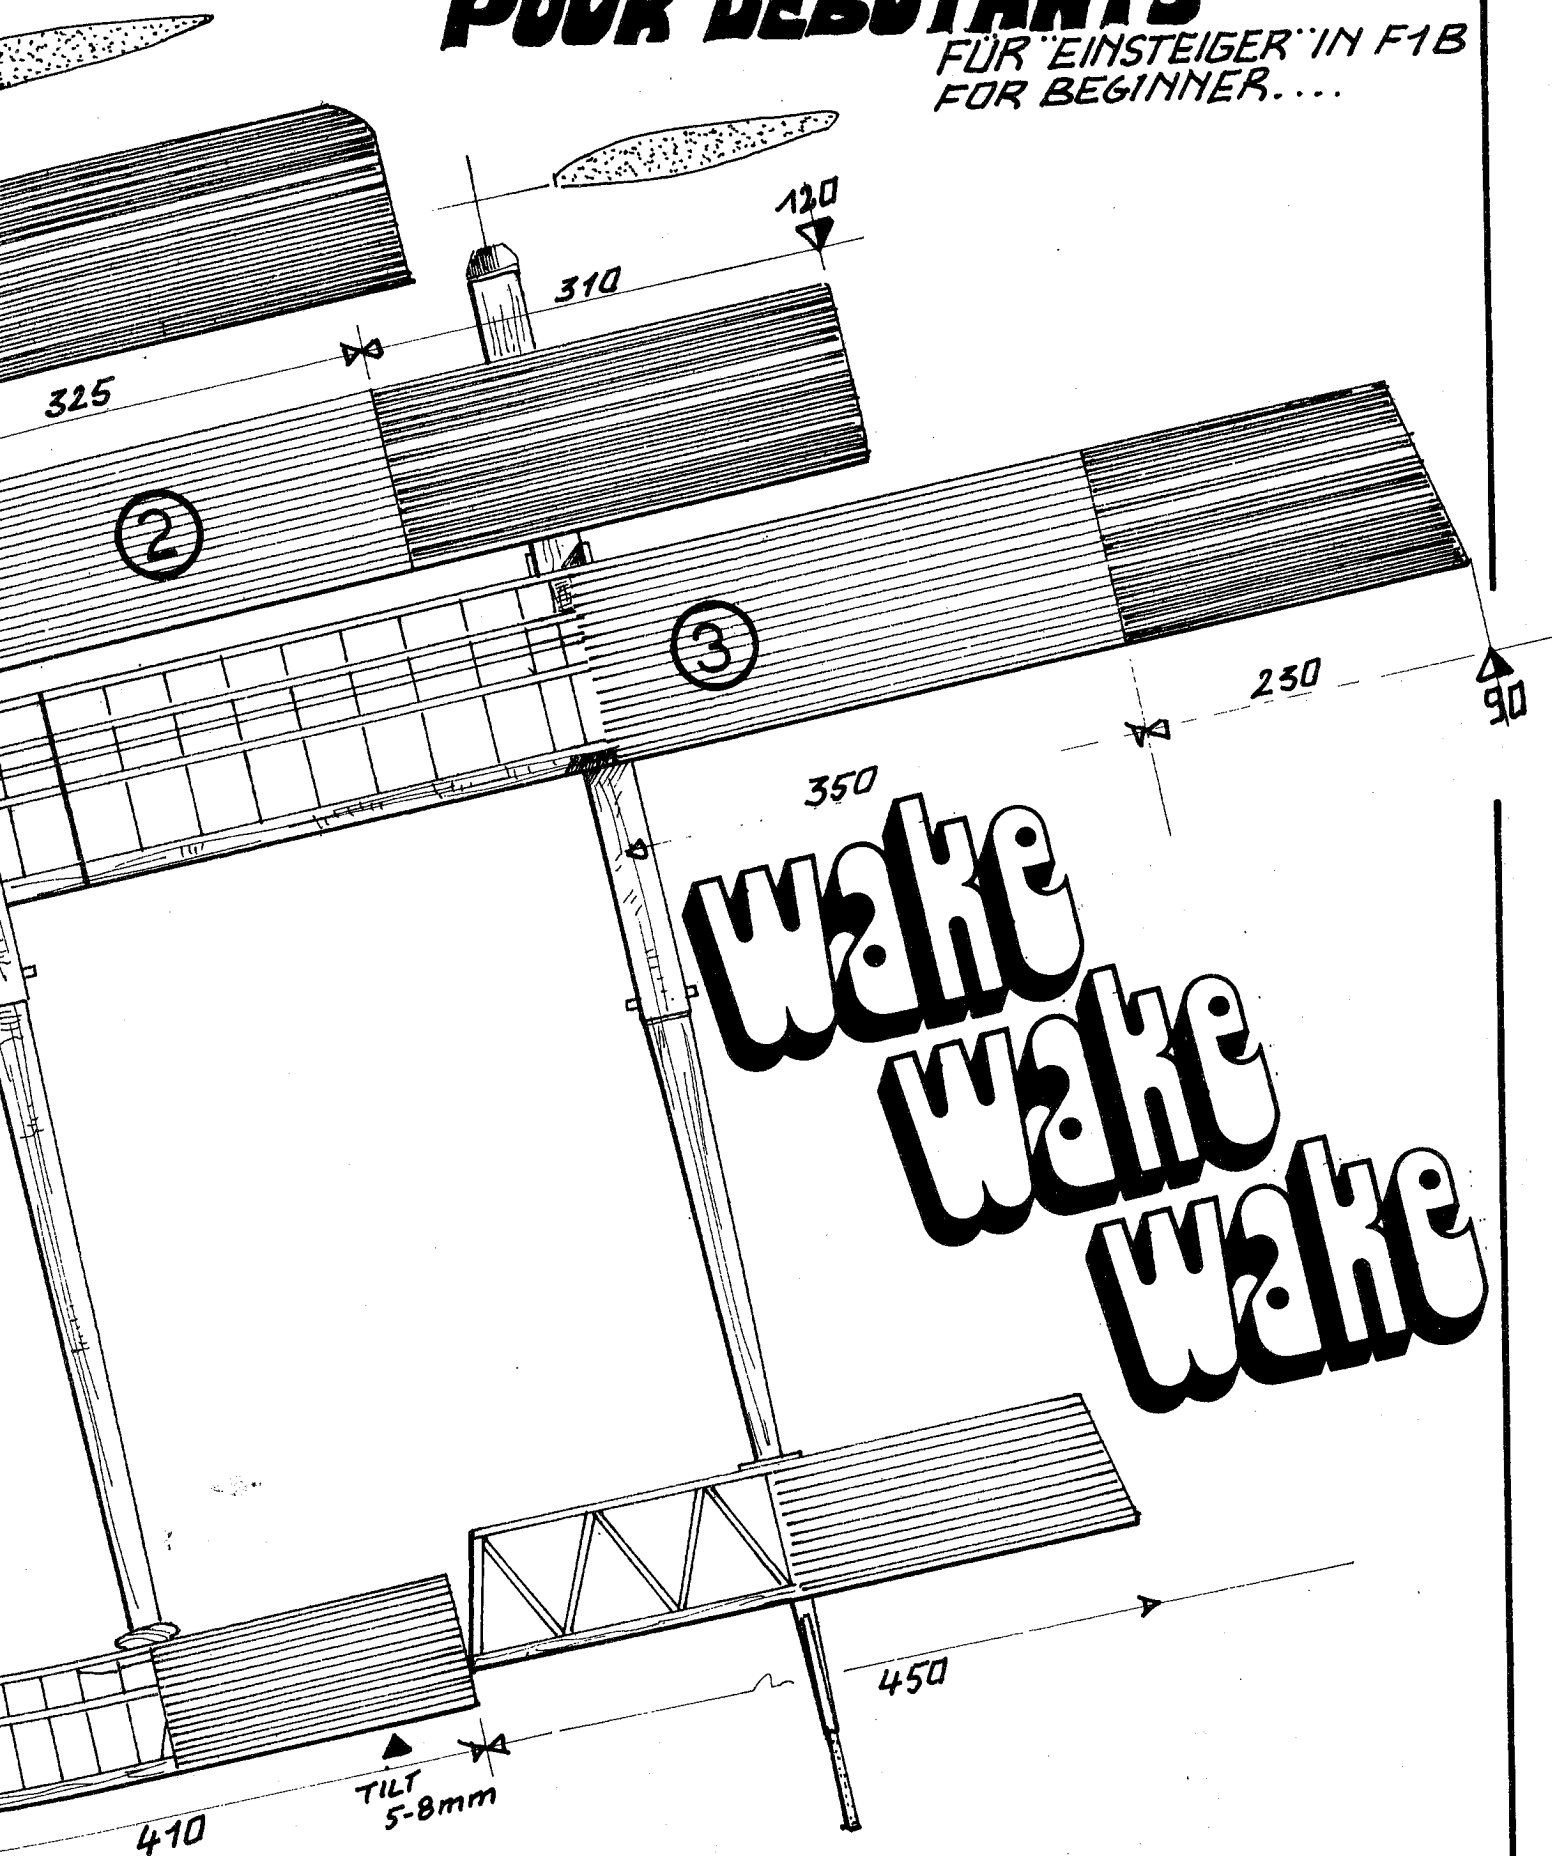 POUR DEBUTANTS
FÜR "EINSTEIGER" IN F1B
FOR BEGINNER....
120
310
325
2
3
230
90
350
wake
wake
wake
450
TILT
5-8mm
410